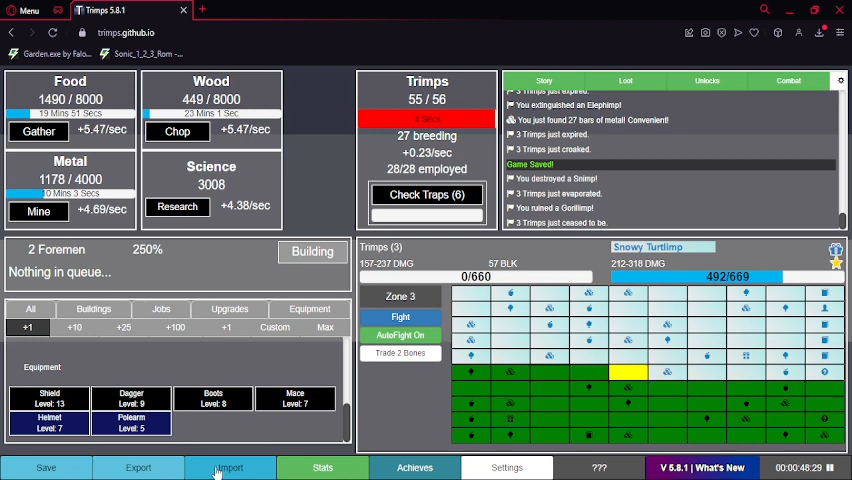 Menu
Trimps 5.8.1
trimps.github.io
Garden.exe by Falo...
Sonic_1_2_3_Rom -...
Food
1490 / 8000
19 Mins 51 Secs
Gather
+5.47/sec
Wood
449 / 8000
23 Mins 1 Sec
Chop
+5.47/sec
Metal
1178 / 4000
10 Mins 3 Secs
Mine
+4.69/sec
Science
3008
Research
+4.38/sec
Trimps
55 / 56
27 breeding
+0.23/sec
28/28 employed
Check Traps (6)
Story
Loot
Unlocks
Combat
3 Trimps just expired.
You extinguished an Elephimp!
You just found 27 bars of metal! Convenient!
3 Trimps just expired.
3 Trimps just croaked.
Game Saved!
You destroyed a Snimp!
3 Trimps just evaporated.
You ruined a Gorillimp!
3 Trimps just ceased to be.
2 Foremen
250%
Building
Nothing in queue...
All
Buildings
Jobs
Upgrades
Equipment
+1
+10
+25
+100
+1
Custom
Max
Equipment
Shield
Level: 13
Dagger
Level: 9
Boots
Level: 8
Mace
Level: 7
Helmet
Level: 7
Polearm
Level: 5
Trimps (3)
Snowy Turtlimp
157-237 DMG
57 BLK
212-318 DMG
0/660
492/669
Zone 3
Fight
AutoFight On
Trade 2 Bones
Save
Export
Import
Stats
Achieves
Settings
???
V 5.8.1 | What's New
00:00:48:29